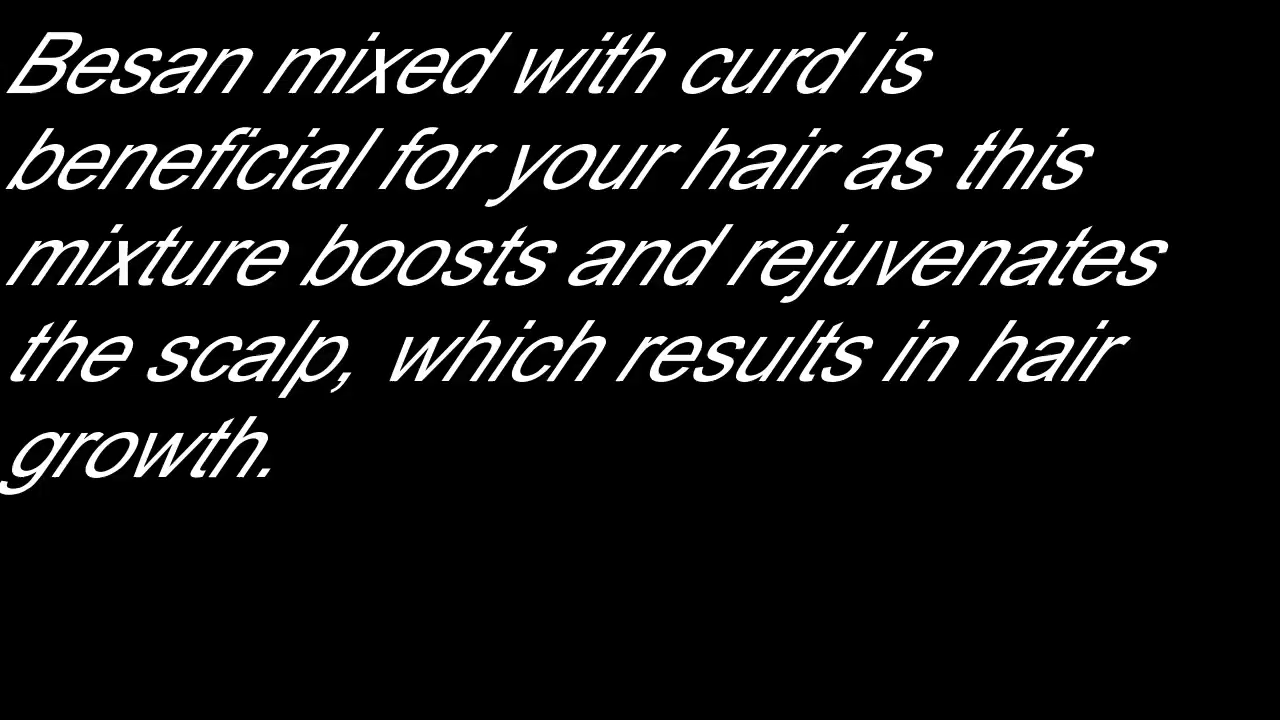 Besan mixed with curd is
beneficial for your hair as this
mixture boosts and rejuvenates
the scalp, which results in hair
growth.